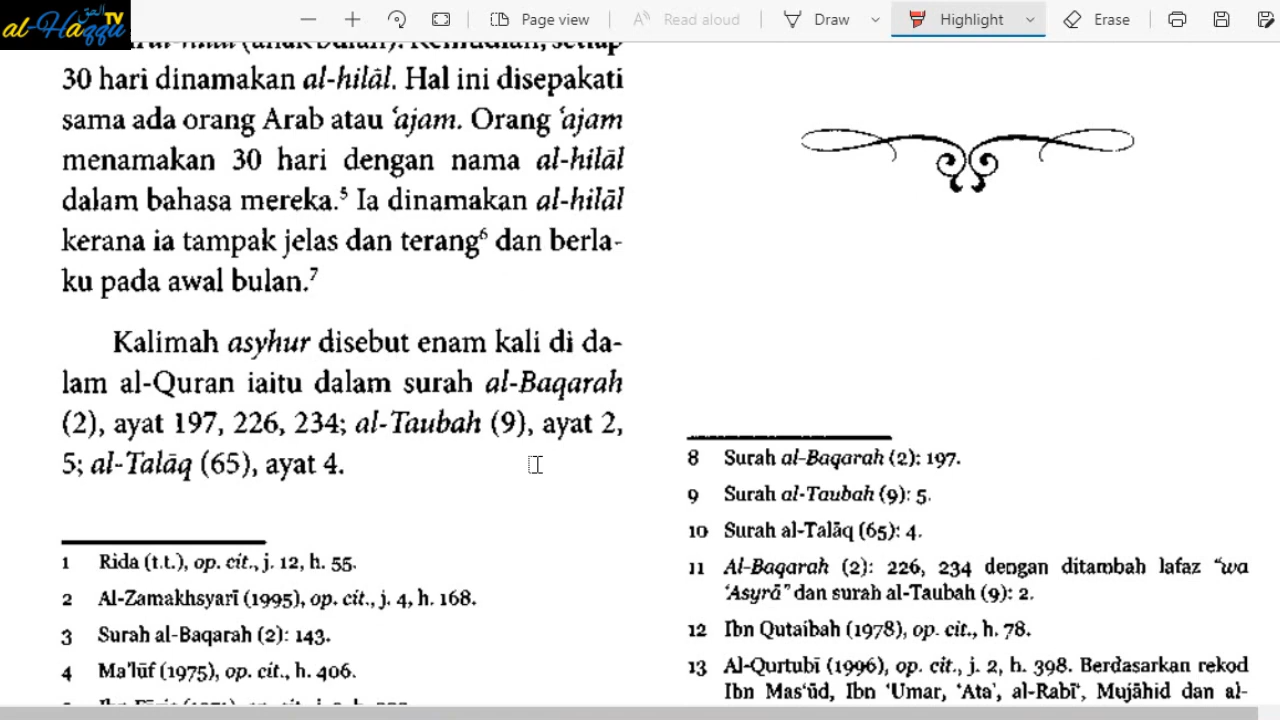 الحق
al-Haqqu TV
Page view
Read aloud
Draw
Highlight
Erase
al-hilāl (anak bulan). Kemudian, setiap
30 hari dinamakan al-hilāl. Hal ini disepakati
sama ada orang Arab atau ‘ajam. Orang ‘ajam
menamakan 30 hari dengan nama al-hilāl
dalam bahasa mereka.⁵ Ia dinamakan al-hilāl
kerana ia tampak jelas dan terang⁶ dan berla-
ku pada awal bulan.⁷
Kalimah asyhur disebut enam kali di da-
lam al-Quran iaitu dalam surah al-Baqarah
(2), ayat 197, 226, 234; al-Taubah (9), ayat 2,
5; al-Talāq (65), ayat 4.
1 Rida (t.t.), op. cit., j. 12, h. 55.
2 Al-Zamakhsyarī (1995), op. cit., j. 4, h. 168.
3 Surah al-Baqarah (2): 143.
4 Ma'lūf (1975), op. cit., h. 406.
8 Surah al-Baqarah (2): 197.
9 Surah al-Taubah (9): 5.
10 Surah al-Talāq (65): 4.
11 Al-Baqarah (2): 226, 234 dengan ditambah lafaz “wa
‘Asyrā” dan surah al-Taubah (9): 2.
12 Ibn Qutaibah (1978), op. cit., h. 78.
13 Al-Qurtubī (1996), op. cit., j. 2, h. 398. Berdasarkan rekod
Ibn Mas'ūd, Ibn ‘Umar, ‘Ata', al-Rabī‘, Mujāhid dan al-